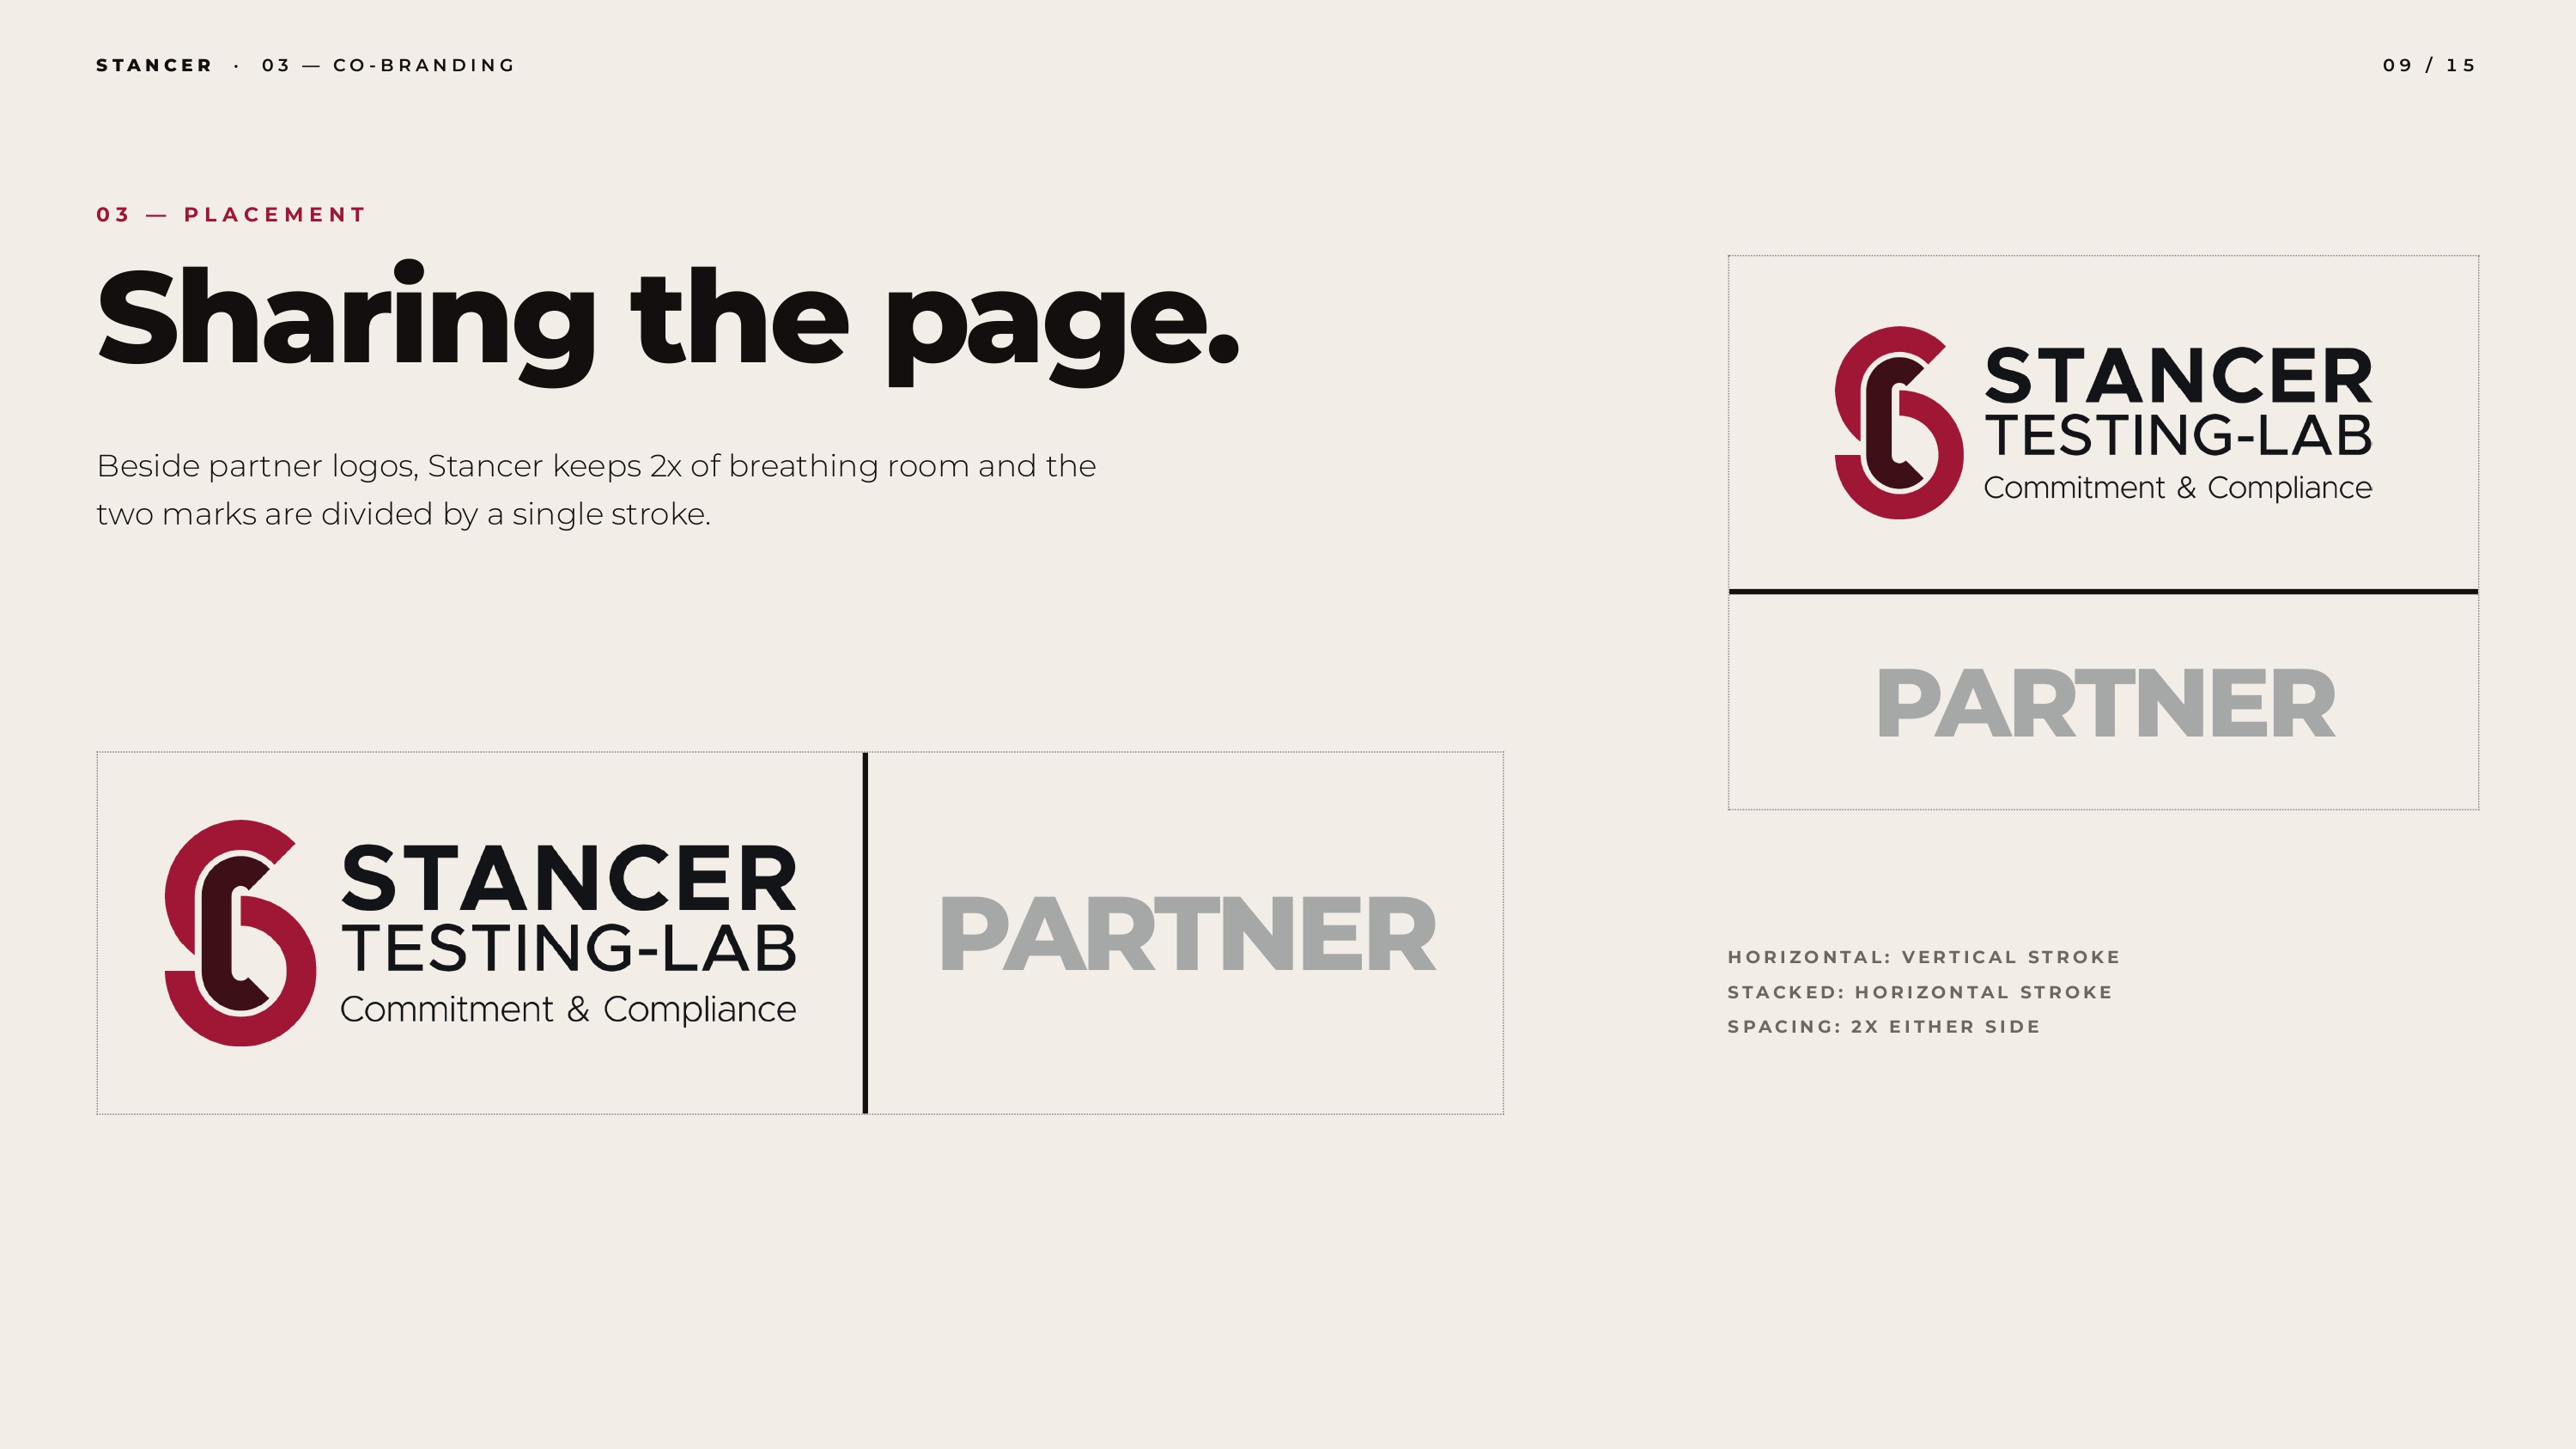 STANCER · 03 — CO-BRANDING
09 / 15
03 — PLACEMENT
Sharing the page.
Beside partner logos, Stancer keeps 2x of breathing room and the
two marks are divided by a single stroke.
STANCER
TESTING-LAB
Commitment & Compliance
PARTNER
STANCER
TESTING-LAB
Commitment & Compliance
PARTNER
HORIZONTAL: VERTICAL STROKE
STACKED: HORIZONTAL STROKE
SPACING: 2X EITHER SIDE